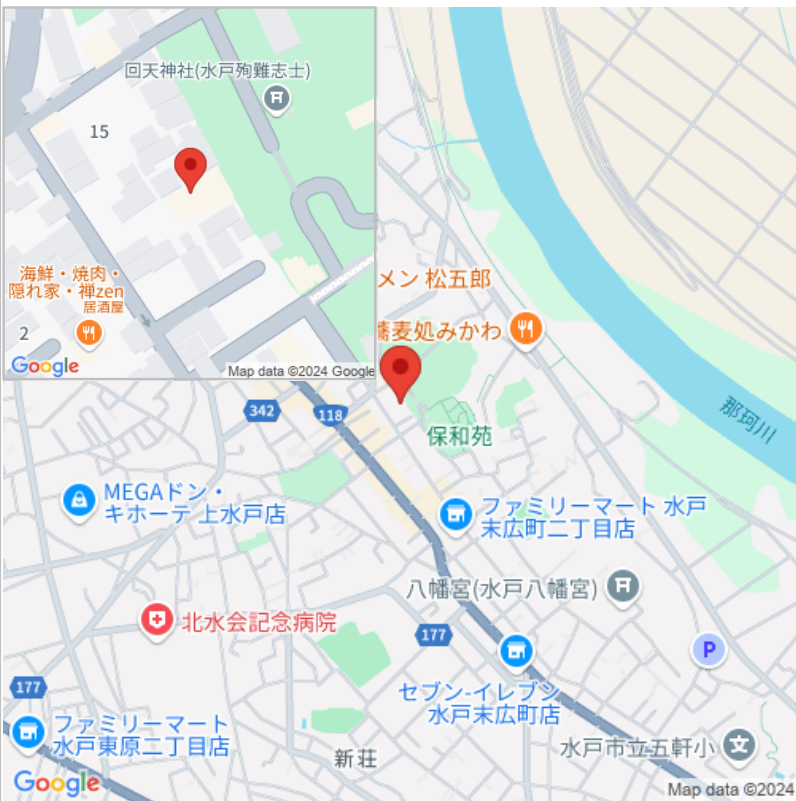 回天神社(水戸殉難志士)
15
海鮮・焼肉・
隠れ家・禅zen
居酒屋
2
Google
Map data ©2024 Google
メン 松五郎
蕎麦処みかわ
342
118
保和苑
那珂川
MEGAドン・
キホーテ 上水戸店
ファミリーマート 水戸
末広町二丁目店
八幡宮(水戸八幡宮)
北水会記念病院
177
P
セブン-イレブン
水戸末広町店
177
ファミリーマート
水戸東原二丁目店
新荘
水戸市立五軒小
文
Google
Map data ©2024